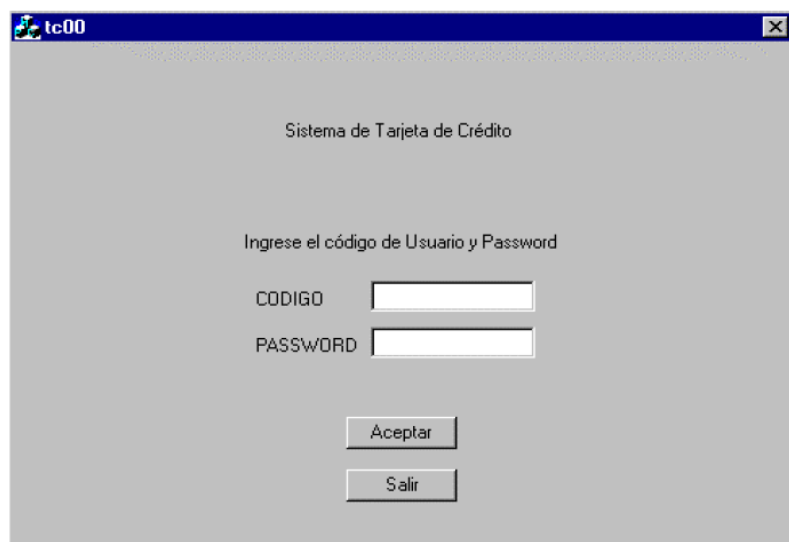 tc00
Sistema de Tarjeta de Crédito
Ingrese el código de Usuario y Password
CODIGO
PASSWORD
Aceptar
Salir